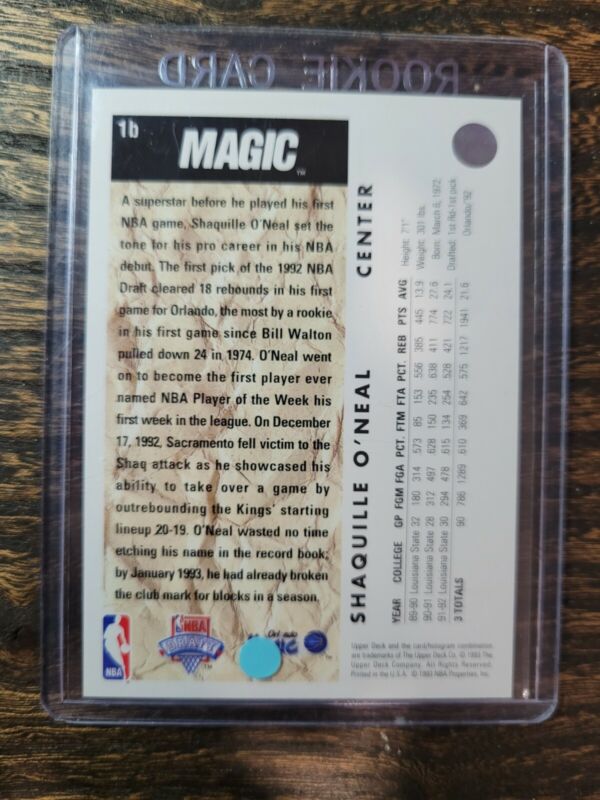 ROOKIE CARD
1b
MAGIC
TM
A superstar before he played his first
NBA game, Shaquille O'Neal set the
tone for his pro career in his NBA
debut. The first pick of the 1992 NBA
Draft cleared 18 rebounds in his first
game for Orlando, the most by a rookie
in his first game since Bill Walton
pulled down 24 in 1974. O'Neal went
on to become the first player ever
named NBA Player of the Week his
first week in the league. On December
17, 1992, Sacramento fell victim to the
Shaq attack as he showcased his
ability to take over a game by
outrebounding the Kings' starting
lineup 20-19. O'Neal wasted no time
etching his name in the record book;
by January 1993, he had already broken
the club mark for blocks in a season.
SHAQUILLE O'NEAL CENTER
Height: 7'1"
Weight: 301 lbs.
Born: March 6, 1972
Drafted: 1st Rd-1st pick
Orlando/'92
YEAR COLLEGE GP FGM FGA PCT. FTM FTA PCT. REB PTS AVG
89-90 Louisiana State 32 180 314 573 85 153 556 385 445 13.9
90-91 Louisiana State 28 312 497 628 150 235 638 411 774 27.6
91-92 Louisiana State 30 294 478 615 134 254 528 421 722 24.1
3 TOTALS 90 786 1289 610 369 642 575 1217 1941 21.6
NBA
NBA
DRAFT
Upper Deck and the card/hologram combination
are trademarks of The Upper Deck Co. © 1993 The
Upper Deck Company. All Rights Reserved.
Printed in the U.S.A. © 1993 NBA Properties, Inc.